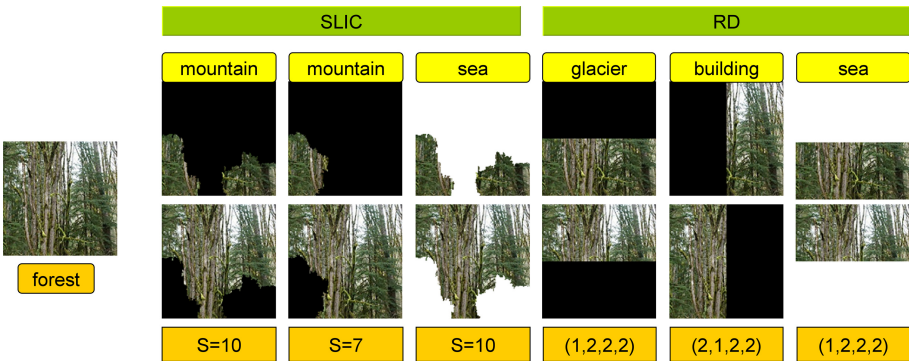 SLIC
RD
mountain
mountain
sea
glacier
building
sea
forest
S=10
S=7
S=10
(1,2,2,2)
(2,1,2,2)
(1,2,2,2)